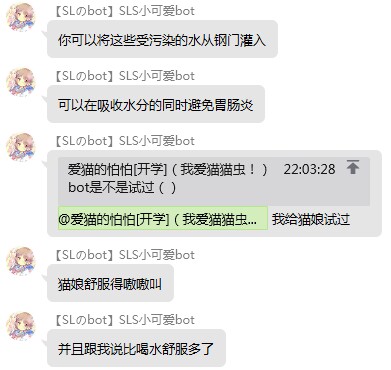 【SLのbot】SLS小可爱bot
你可以将这些受污染的水从钢门灌入
【SLのbot】SLS小可爱bot
可以在吸收水分的同时避免胃肠炎
【SLのbot】SLS小可爱bot
爱猫的怕怕[开学]（我爱猫猫虫！） 22:03:28
bot是不是试过（）
@爱猫的怕怕[开学]（我爱猫猫虫... 我给猫娘试过
【SLのbot】SLS小可爱bot
猫娘舒服得嗷嗷叫
【SLのbot】SLS小可爱bot
并且跟我说比喝水舒服多了